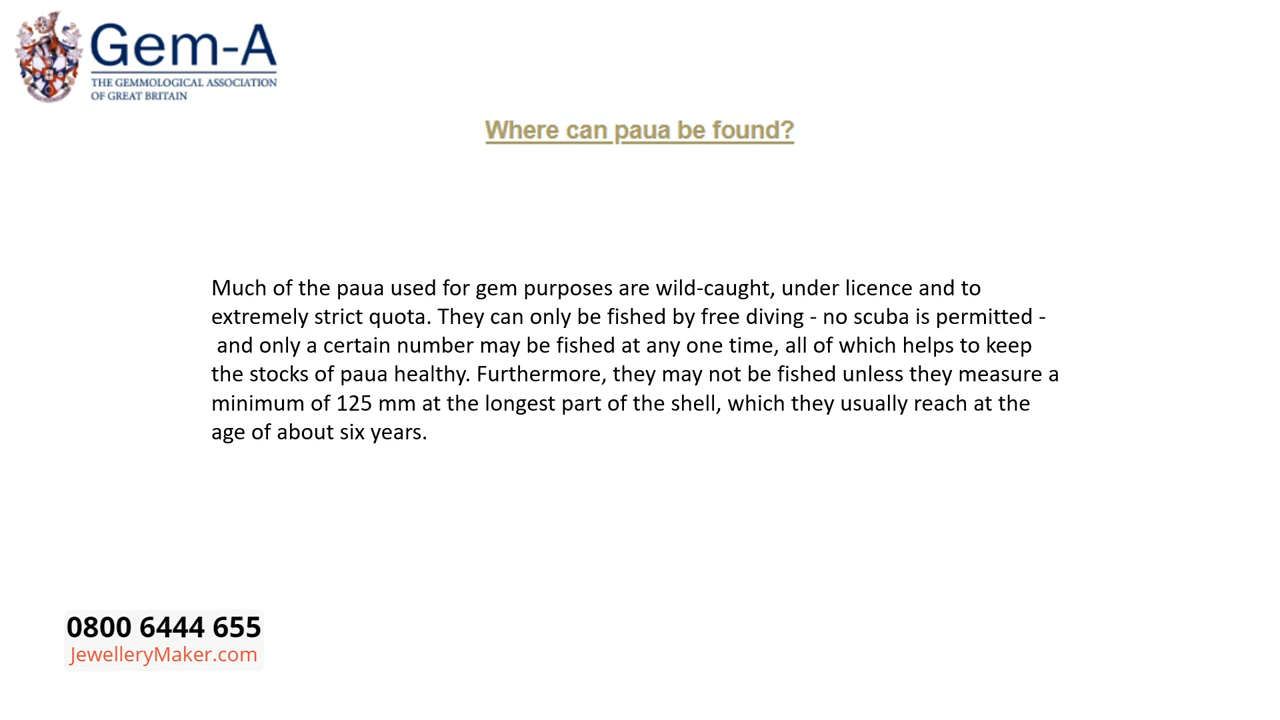 Gem-A
THE GEMMOLOGICAL ASSOCIATION
OF GREAT BRITAIN
Where can paua be found?
Much of the paua used for gem purposes are wild-caught, under licence and to
extremely strict quota. They can only be fished by free diving - no scuba is permitted -
and only a certain number may be fished at any one time, all of which helps to keep
the stocks of paua healthy. Furthermore, they may not be fished unless they measure a
minimum of 125 mm at the longest part of the shell, which they usually reach at the
age of about six years.
0800 6444 655
JewelleryMaker.com